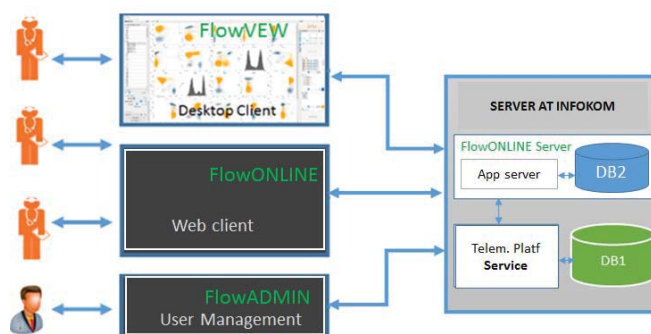 FlowVEW
Desktop Client
FlowONLINE
Web client
FlowADMIN
User Management
SERVER AT INFOKOM
FlowONLINE Server
App server
DB2
Telem. Platf
Service
DB1